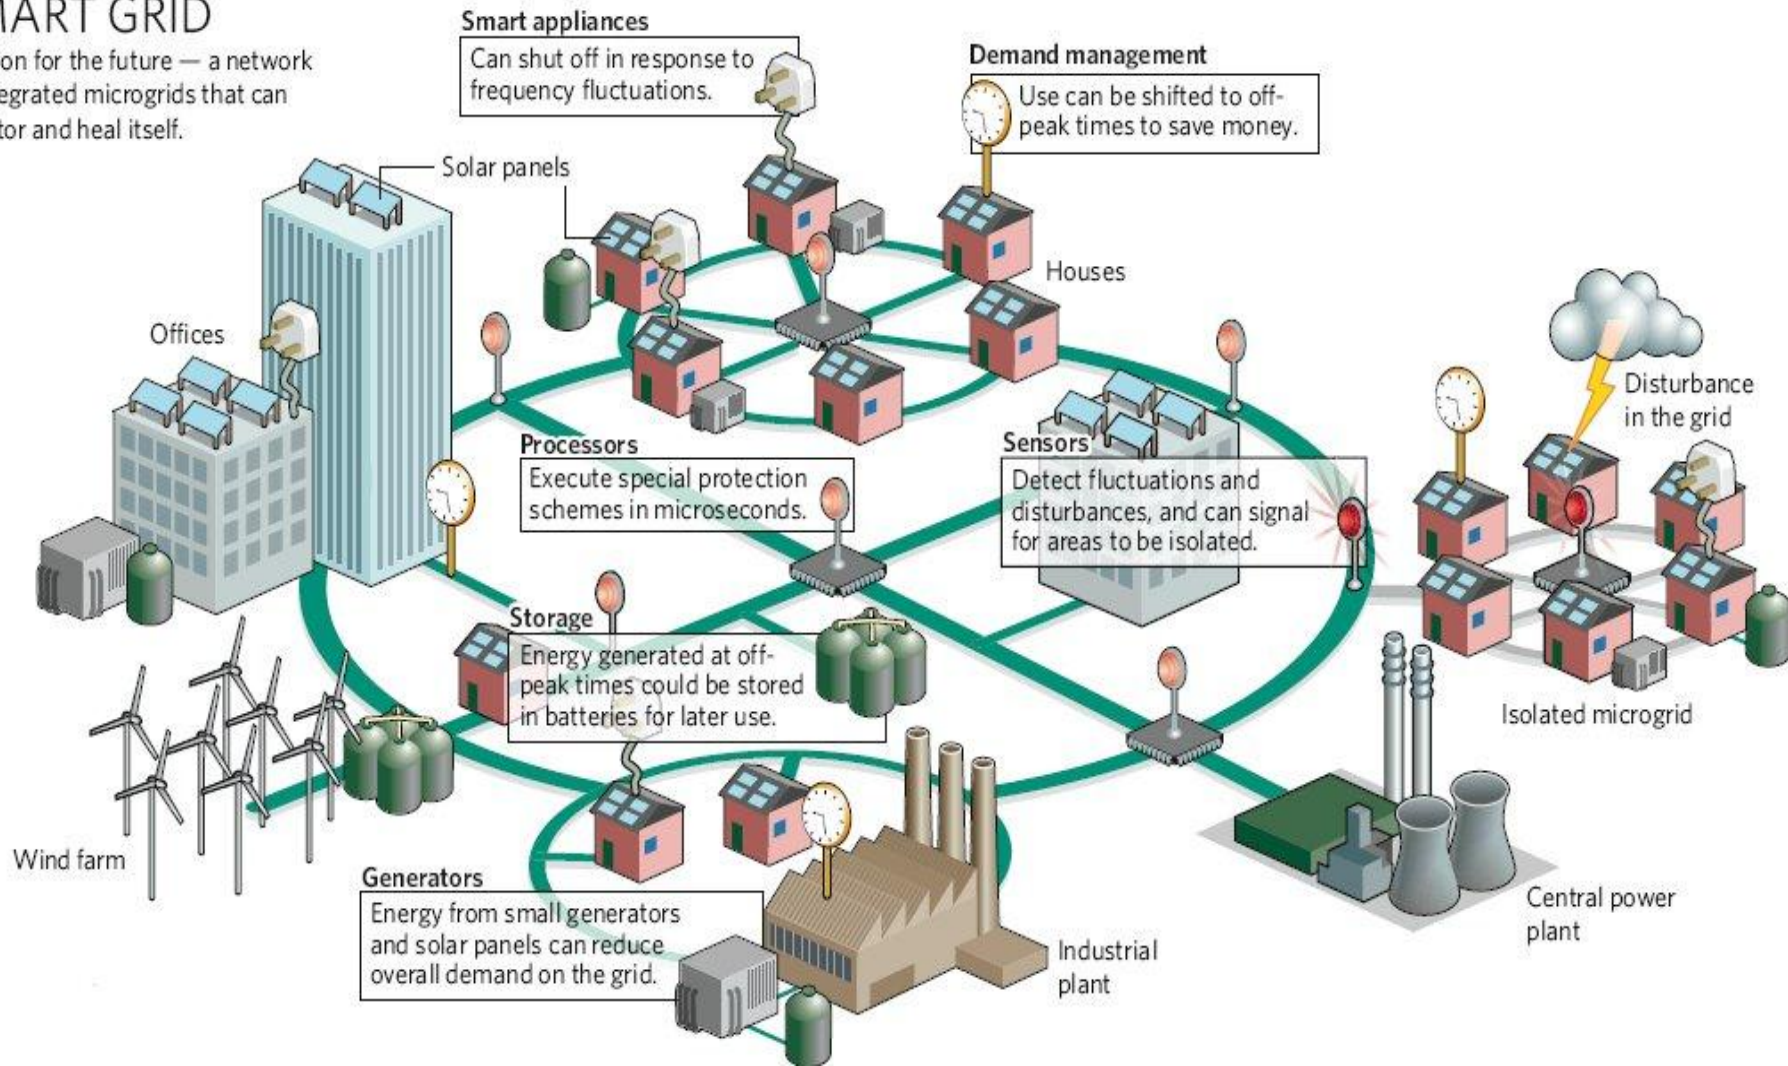 GRID
for the future — a network
microgrids that can
and heal itself.
Smart appliances
Can shut off in response to
frequency fluctuations.
Demand management
Use can be shifted to off-
peak times to save money.
Solar panels
Houses
Offices
Disturbance
in the grid
Processors
Execute special protection
schemes in microseconds.
Sensors
Detect fluctuations and
disturbances, and can signal
for areas to be isolated.
Storage
Energy generated at off-
peak times could be stored
in batteries for later use.
Isolated microgrid
Wind farm
Generators
Energy from small generators
and solar panels can reduce
overall demand on the grid.
Industrial
plant
Central power
plant